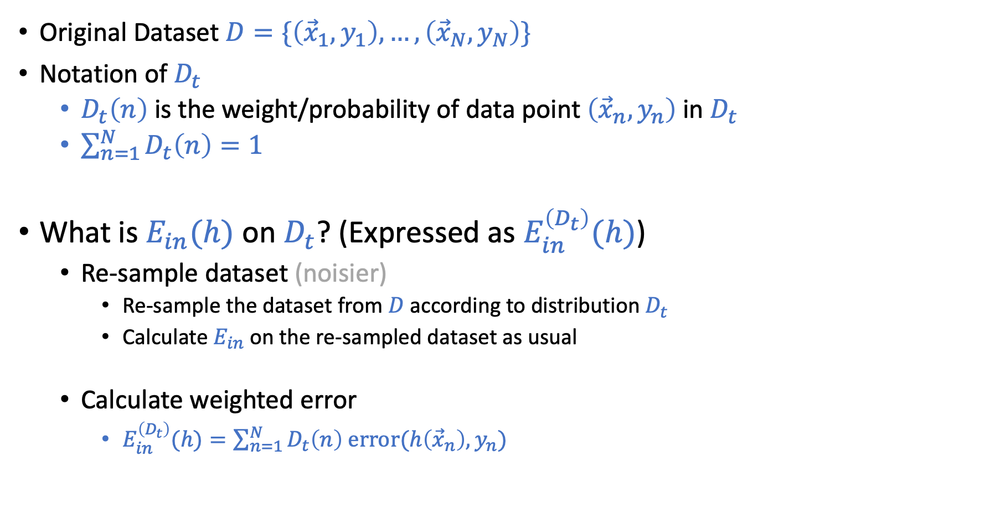 • Original Dataset $D = \{(\vec{x}_1, y_1), \ldots, (\vec{x}_N, y_N)\}$
• Notation of $D_t$
• $D_t(n)$ is the weight/probability of data point $(\vec{x}_n, y_n)$ in $D_t$
• $\sum_{n=1}^{N} D_t(n) = 1$
• What is $E_{in}(h)$ on $D_t$? (Expressed as $E_{in}^{(D_t)}(h)$)
• Re-sample dataset (noisier)
• Re-sample the dataset from $D$ according to distribution $D_t$
• Calculate $E_{in}$ on the re-sampled dataset as usual
• Calculate weighted error
• $E_{in}^{(D_t)}(h) = \sum_{n=1}^{N} D_t(n) \text{ error}(h(\vec{x}_n), y_n)$